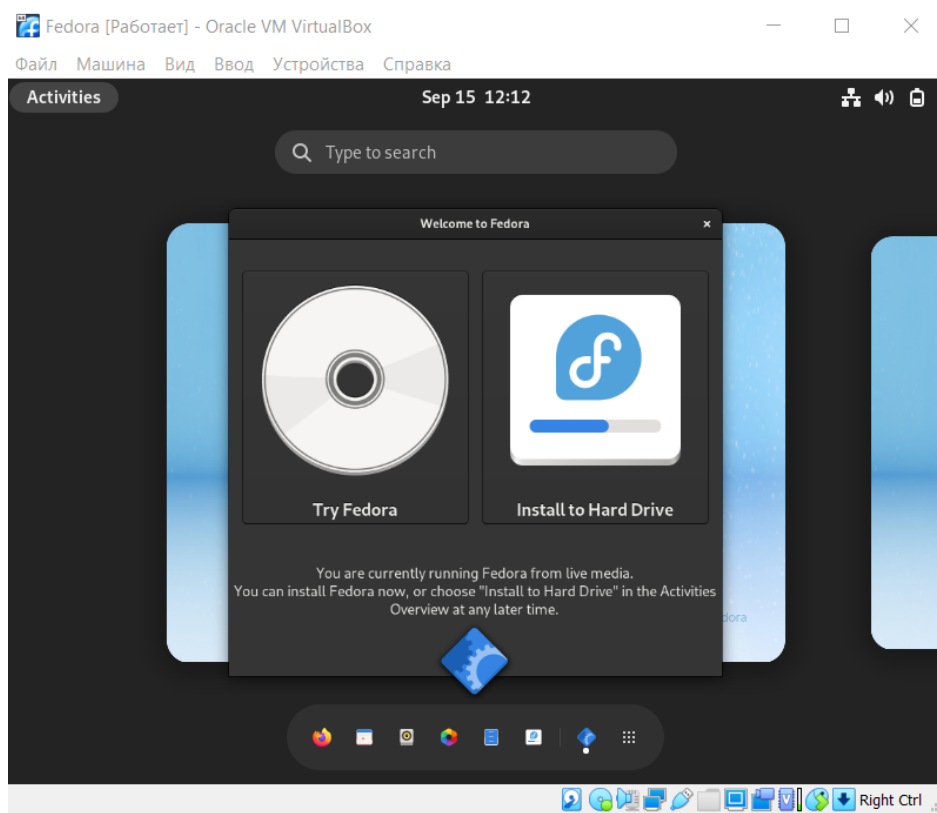 Fedora [Работает] - Oracle VM VirtualBox
Файл Машина Вид Ввод Устройства Справка
Activities
Sep 15 12:12
Type to search
Welcome to Fedora
Try Fedora
Install to Hard Drive
You are currently running Fedora from live media.
You can install Fedora now, or choose "Install to Hard Drive" in the Activities
Overview at any later time.
dora
Right Ctrl